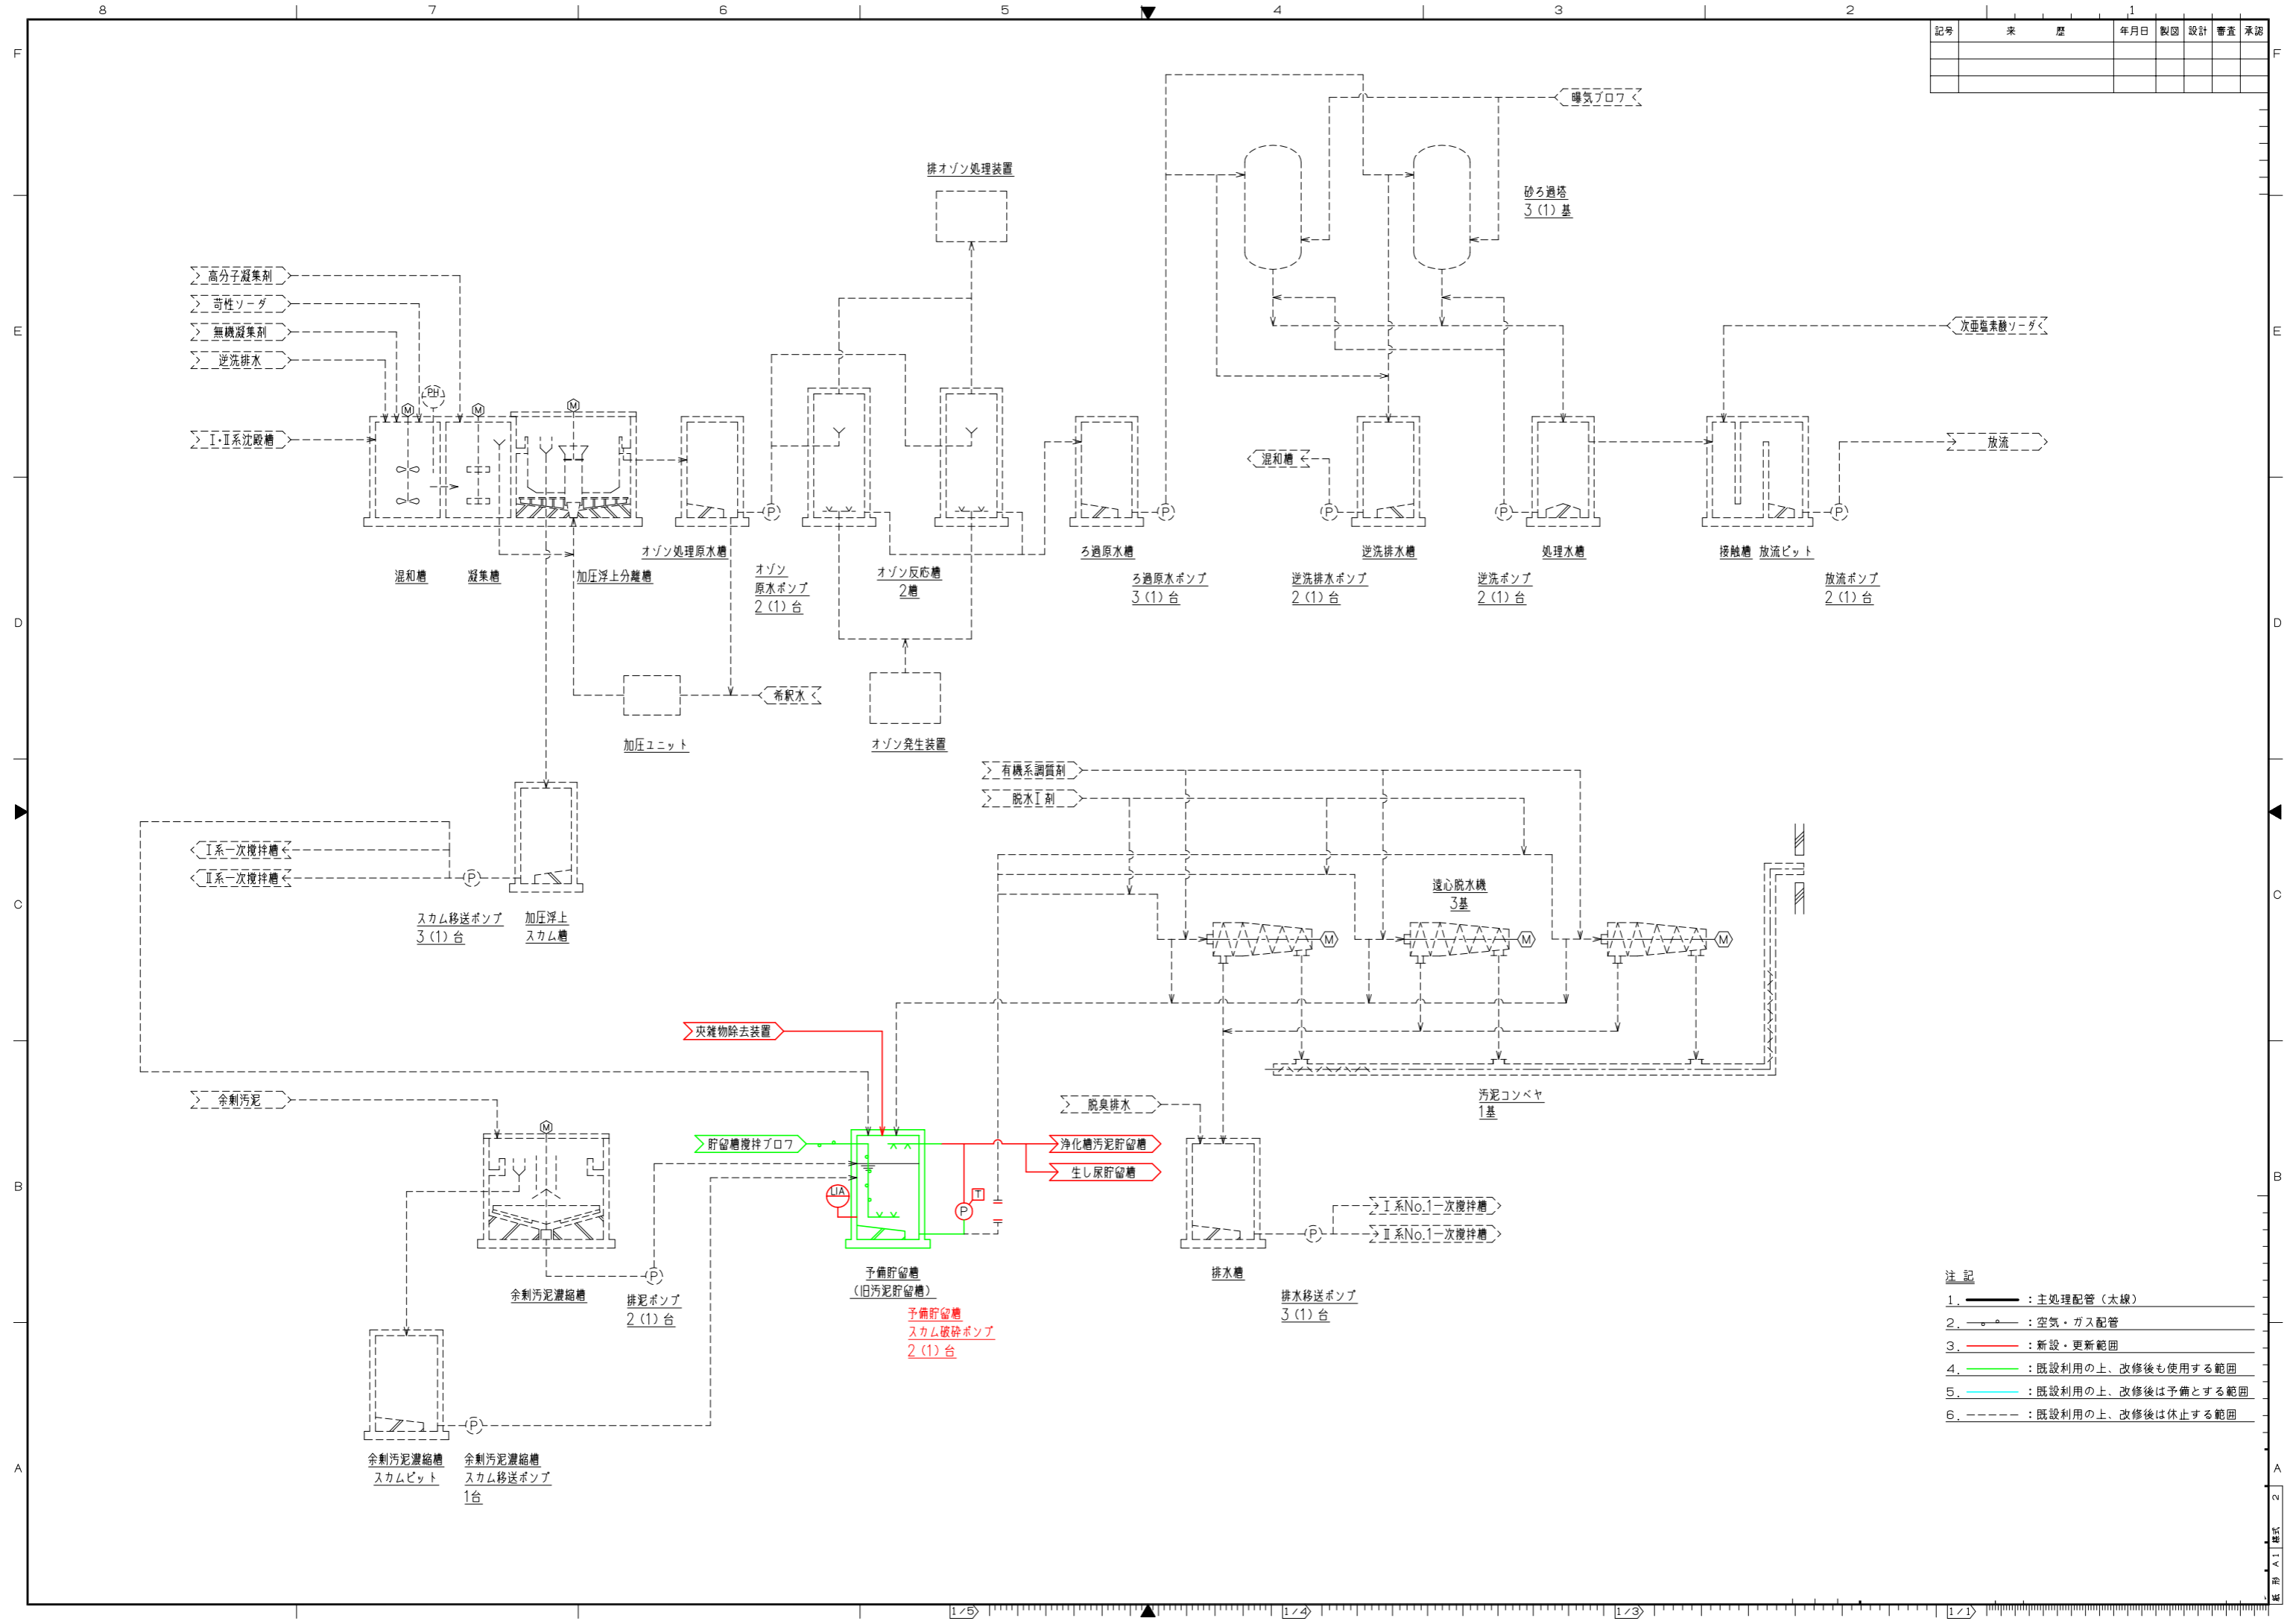 8 7 6 5 4 3 2 1
F
E
D
C
B
A
F
E
D
C
B
A
記号 来 歴 年月日 製図 設計 審査 承認
曝気ブロワ
排オゾン処理装置
砂ろ過塔
3(1)基
高分子凝集剤
苛性ソーダ
無機凝集剤
逆洗排水
Ⅰ・Ⅱ系沈殿槽
PH
M
M
M
次亜塩素酸ソーダ
放流
混和槽
P
P
P
P
P
混和槽
凝集槽
加圧浮上分離槽
オゾン処理原水槽
オゾン
原水ポンプ
2(1)台
オゾン反応槽
2槽
ろ過原水槽
ろ過原水ポンプ
3(1)台
逆洗排水槽
逆洗排水ポンプ
2(1)台
逆洗ポンプ
2(1)台
処理水槽
接触槽 放流ピット
放流ポンプ
2(1)台
希釈水
加圧ユニット
オゾン発生装置
有機系調質剤
脱水Ⅰ剤
Ⅰ系一次撹拌槽
Ⅱ系一次撹拌槽
P
スカム移送ポンプ
3(1)台
加圧浮上
スカム槽
遠心脱水機
3基
M
M
M
夾雑物除去装置
余剰汚泥
汚泥コンベヤ
1基
脱臭排水
M
貯留槽撹拌ブロワ
浄化槽汚泥貯留槽
生し尿貯留槽
LIA
T
P
Ⅰ系No.1一次撹拌槽
Ⅱ系No.1一次撹拌槽
P
P
余剰汚泥濃縮槽
排泥ポンプ
2(1)台
予備貯留槽
(旧汚泥貯留槽)
予備貯留槽
スカム破砕ポンプ
2(1)台
排水槽
排水移送ポンプ
3(1)台
P
余剰汚泥濃縮槽
スカムピット
余剰汚泥濃縮槽
スカム移送ポンプ
1台
注 記
1. :主処理配管(太線)
2. :空気・ガス配管
3. :新設・更新範囲
4. :既設利用の上、改修後も使用する範囲
5. :既設利用の上、改修後は予備とする範囲
6. :既設利用の上、改修後は休止する範囲
1/5 1/4 1/3 1/1
紙 形 A1 様式 2